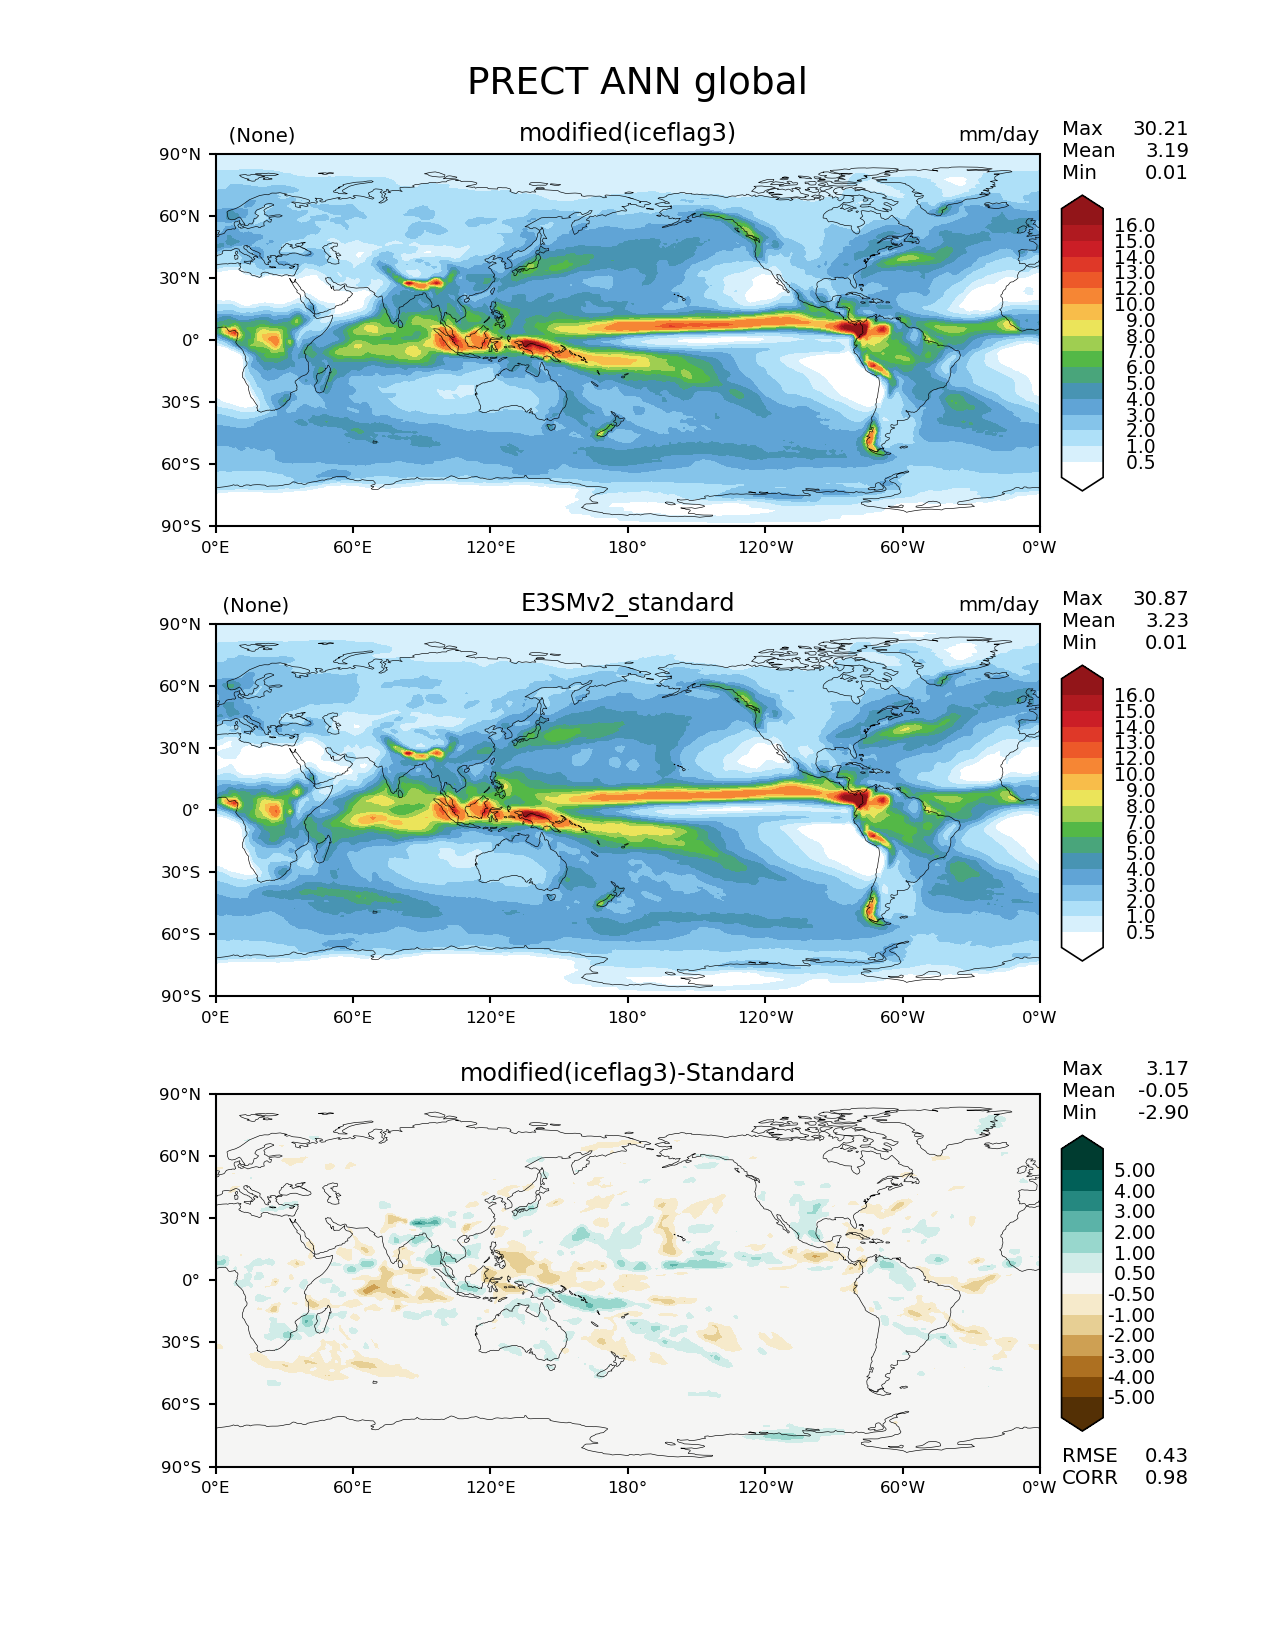 PRECT ANN global
(None) modified(iceflag3) mm/day
Max 30.21
Mean 3.19
Min 0.01
90°N
60°N
30°N
0°
30°S
60°S
90°S
0°E 60°E 120°E 180° 120°W 60°W 0°W
16.0
15.0
14.0
13.0
12.0
10.0
9.0
8.0
7.0
6.0
5.0
4.0
3.0
2.0
1.0
0.5
(None) E3SMv2_standard mm/day
Max 30.87
Mean 3.23
Min 0.01
90°N
60°N
30°N
0°
30°S
60°S
90°S
0°E 60°E 120°E 180° 120°W 60°W 0°W
16.0
15.0
14.0
13.0
12.0
10.0
9.0
8.0
7.0
6.0
5.0
4.0
3.0
2.0
1.0
0.5
modified(iceflag3)-Standard
Max 3.17
Mean -0.05
Min -2.90
90°N
60°N
30°N
0°
30°S
60°S
90°S
0°E 60°E 120°E 180° 120°W 60°W 0°W
5.00
4.00
3.00
2.00
1.00
0.50
-0.50
-1.00
-2.00
-3.00
-4.00
-5.00
RMSE 0.43
CORR 0.98